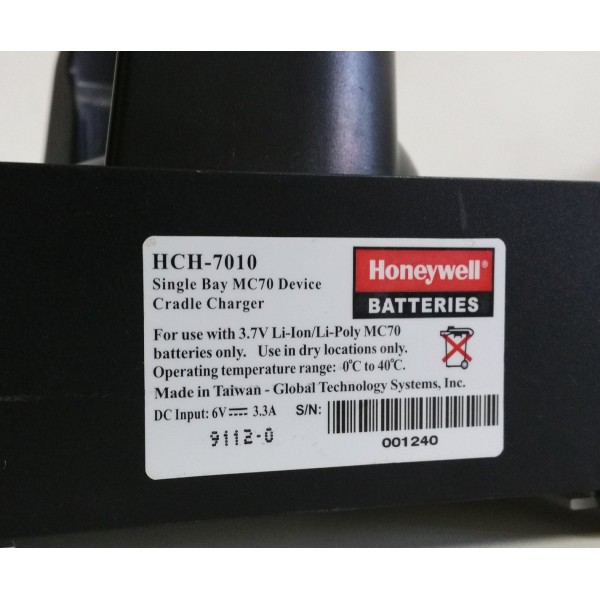 HCH-7010
Single Bay MC70 Device
Cradle Charger
Honeywell®
BATTERIES
For use with 3.7V Li-Ion/Li-Poly MC70
batteries only. Use in dry locations only.
Operating temperature range: 0°C to 40°C.
Made in Taiwan - Global Technology Systems, Inc.
DC Input: 6V⎓ 3.3A S/N:
9112-0
001240